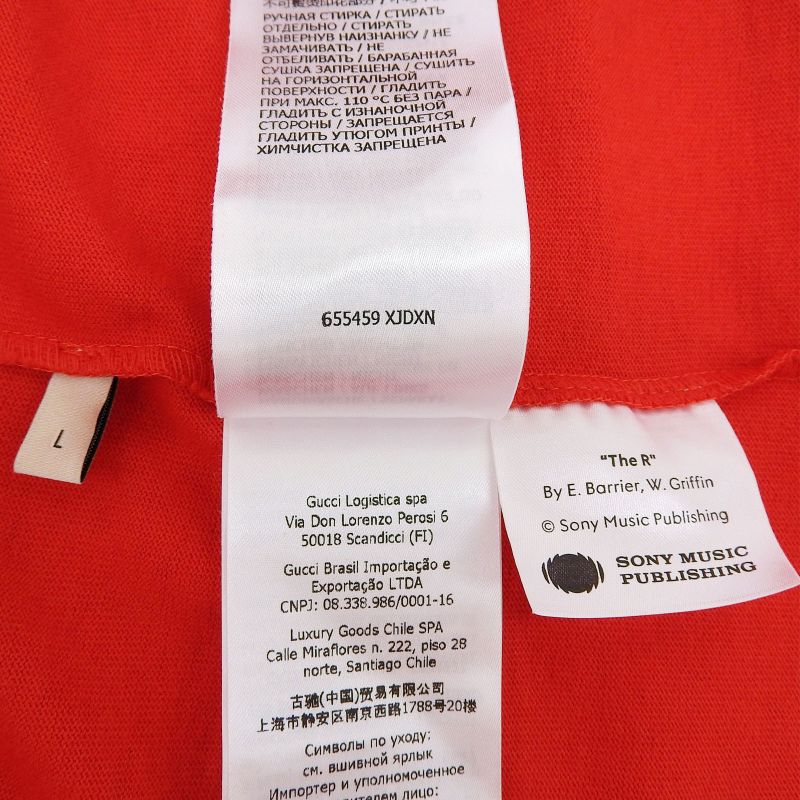 РУЧНАЯ СТИРКА / СТИРАТЬ
ОТДЕЛЬНО / СТИРАТЬ
ВЫВЕРНУВ НАИЗНАНКУ / НЕ
ЗАМАЧИВАТЬ / НЕ
ОТБЕЛИВАТЬ / БАРАБАННАЯ
СУШКА ЗАПРЕЩЕНА / СУШИТЬ
НА ГОРИЗОНТАЛЬНОЙ
ПОВЕРХНОСТИ / ГЛАДИТЬ
ПРИ МАКС. 110 °C БЕЗ ПАРА /
ГЛАДИТЬ С ИЗНАНОЧНОЙ
СТОРОНЫ / ЗАПРЕЩАЕТСЯ
ГЛАДИТЬ УТЮГОМ ПРИНТЫ /
ХИМЧИСТКА ЗАПРЕЩЕНА
655459 XJDXN
L
Gucci Logistica spa
Via Don Lorenzo Perosi 6
50018 Scandicci (FI)
Gucci Brasil Importação e
Exportação LTDA
CNPJ: 08.338.986/0001-16
Luxury Goods Chile SPA
Calle Miraflores n. 222, piso 28
norte, Santiago Chile
古驰(中国)贸易有限公司
上海市静安区南京西路1788号20楼
Символы по уходу:
см. вшивной ярлык
Импортер и уполномоченное
лицо:
"The R"
By E. Barrier, W. Griffin
© Sony Music Publishing
SONY MUSIC
PUBLISHING